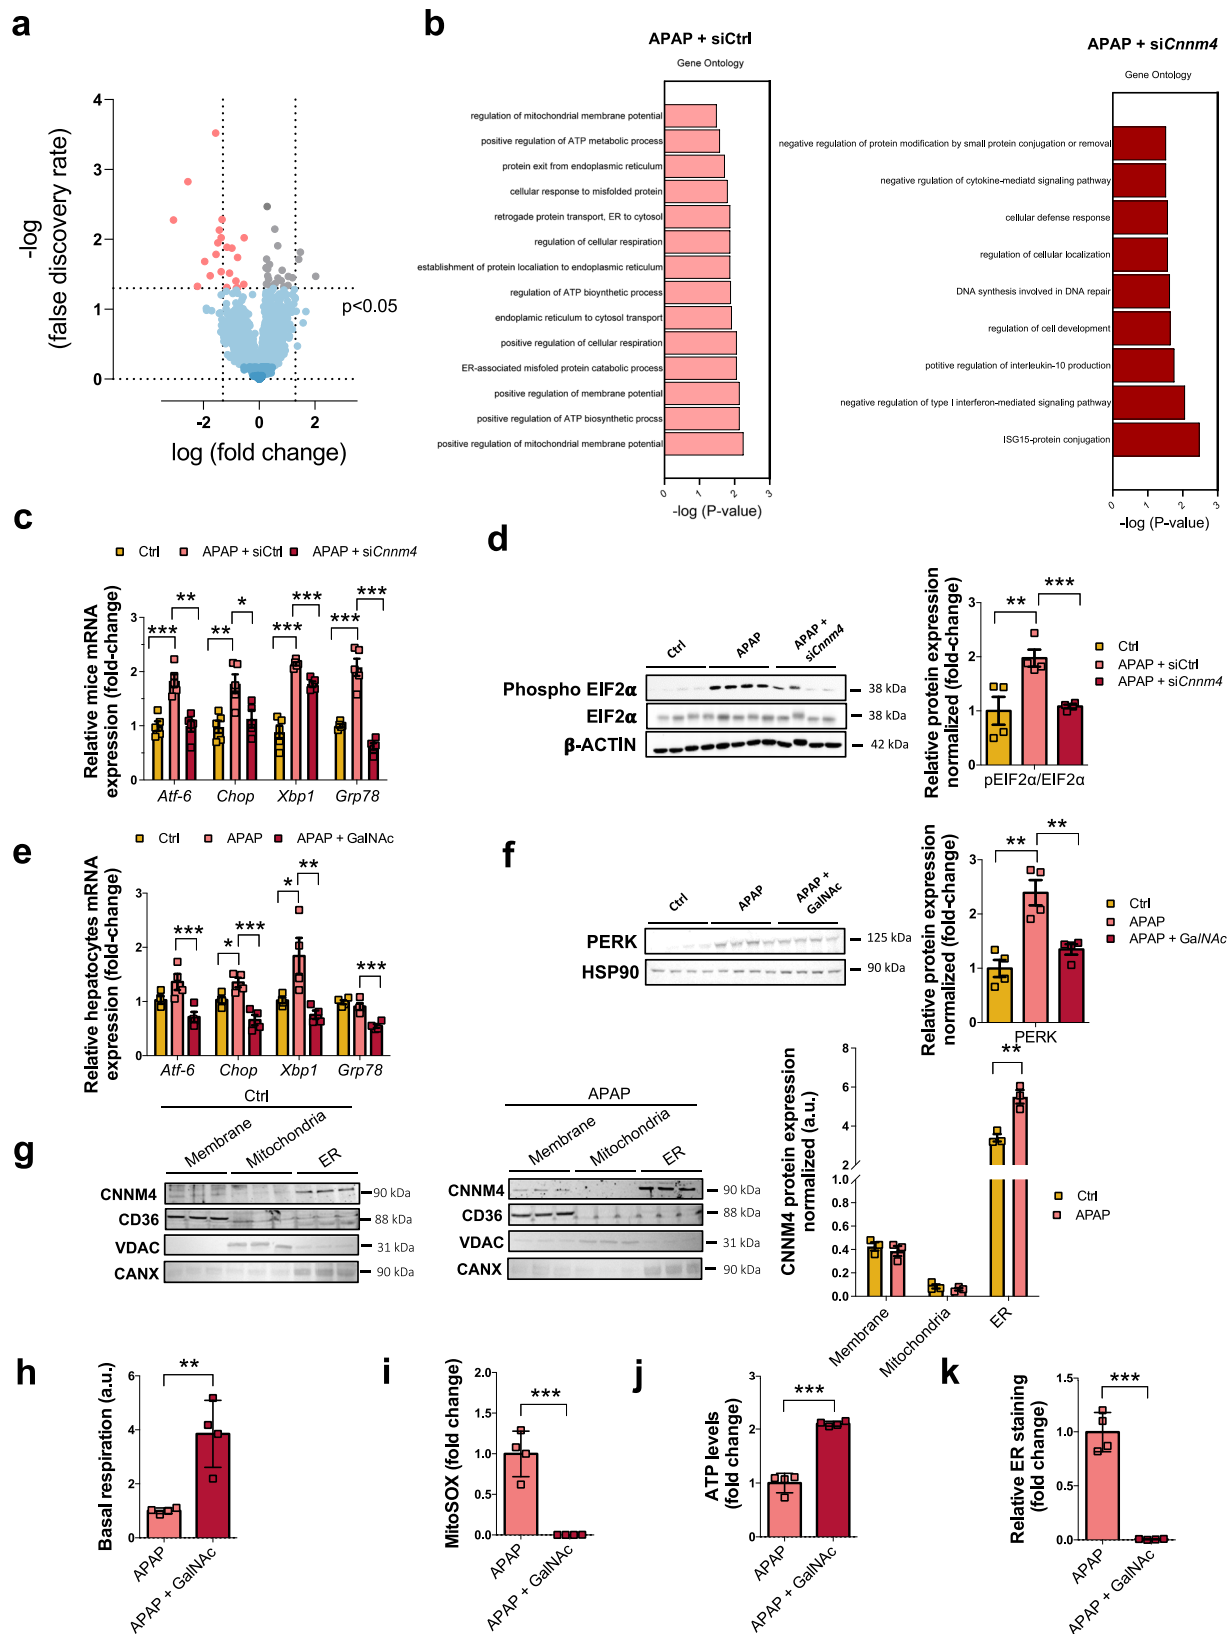 a
4
3
2
1
0
-log
(false discovery rate)
p<0.05
-2
0
2
log (fold change)
b
APAP + siCtrl
Gene Ontology
regulation of mitochondrial membrane potential
positive regulation of ATP metabolic process
protein exit from endoplasmic reticulum
cellular response to misfolded protein
retrogade protein transport, ER to cytosol
regulation of cellular respiration
establishment of protein localiation to endoplasmic reticulum
regulation of ATP bioynthetic process
endoplamic reticulum to cytosol transport
positive regulation of cellular respiration
ER-associated misfoled protein catabolic process
positive regulation of membrane potential
positive regulation of ATP biosynthetic procss
positive regulation of mitochondrial membrane potential
0
1
2
3
-log (P-value)
APAP + siCnnm4
Gene Ontology
negative regulation of protein modification by small protein conjugation or removal
negative rgulation of cytokine-mediatd signaling pathway
cellular defense response
regulation of cellular localization
DNA synthesis involved in DNA repair
regulation of cell development
potitive regulation of interleukin-10 production
negative regulation of type I interferon-mediated signaling pathway
ISG15-protein conjugation
0
1
2
3
-log (P-value)
c
Ctrl
APAP + siCtrl
APAP + siCnnm4
Relative mice mRNA
expression (fold-change)
3
2
1
0
***
**
**
*
***
***
***
***
Atf-6
Chop
Xbp1
Grp78
d
Ctrl
APAP
APAP +
siCnnm4
Phospho EIF2α
38 kDa
EIF2α
38 kDa
β-ACTIN
42 kDa
Relative protein expression
normalized (fold-change)
3
2
1
0
**
***
pEIF2α/EIF2α
Ctrl
APAP + siCtrl
APAP + siCnnm4
e
Ctrl
APAP
APAP + GalNAc
Relative hepatocytes mRNA
expression (fold-change)
3
2
1
0
***
*
***
*
**
***
Atf-6
Chop
Xbp1
Grp78
f
Ctrl
APAP
APAP +
GalNAc
PERK
125 kDa
HSP90
90 kDa
Relative protein expression
normalized (fold-change)
3
2
1
0
**
**
PERK
Ctrl
APAP
APAP + GalNAc
g
Ctrl
Membrane
Mitochondria
ER
CNNM4
90 kDa
CD36
88 kDa
VDAC
31 kDa
CANX
90 kDa
APAP
Membrane
Mitochondria
ER
CNNM4
90 kDa
CD36
88 kDa
VDAC
31 kDa
CANX
90 kDa
CNNM4 protein expression
normalized (a.u.)
8
6
4
2
1.0
0.8
0.6
0.4
0.2
0.0
**
Membrane
Mitochondria
ER
Ctrl
APAP
h
Basal respiration (a.u.)
6
4
2
0
**
APAP
APAP + GalNAc
i
MitoSOX (fold change)
2.0
1.5
1.0
0.5
0.0
***
APAP
APAP + GalNAc
j
ATP levels
(fold change)
3
2
1
0
***
APAP
APAP + GalNAc
k
Relative ER staining
(fold change)
1.5
1.0
0.5
0.0
***
APAP
APAP + GalNAc